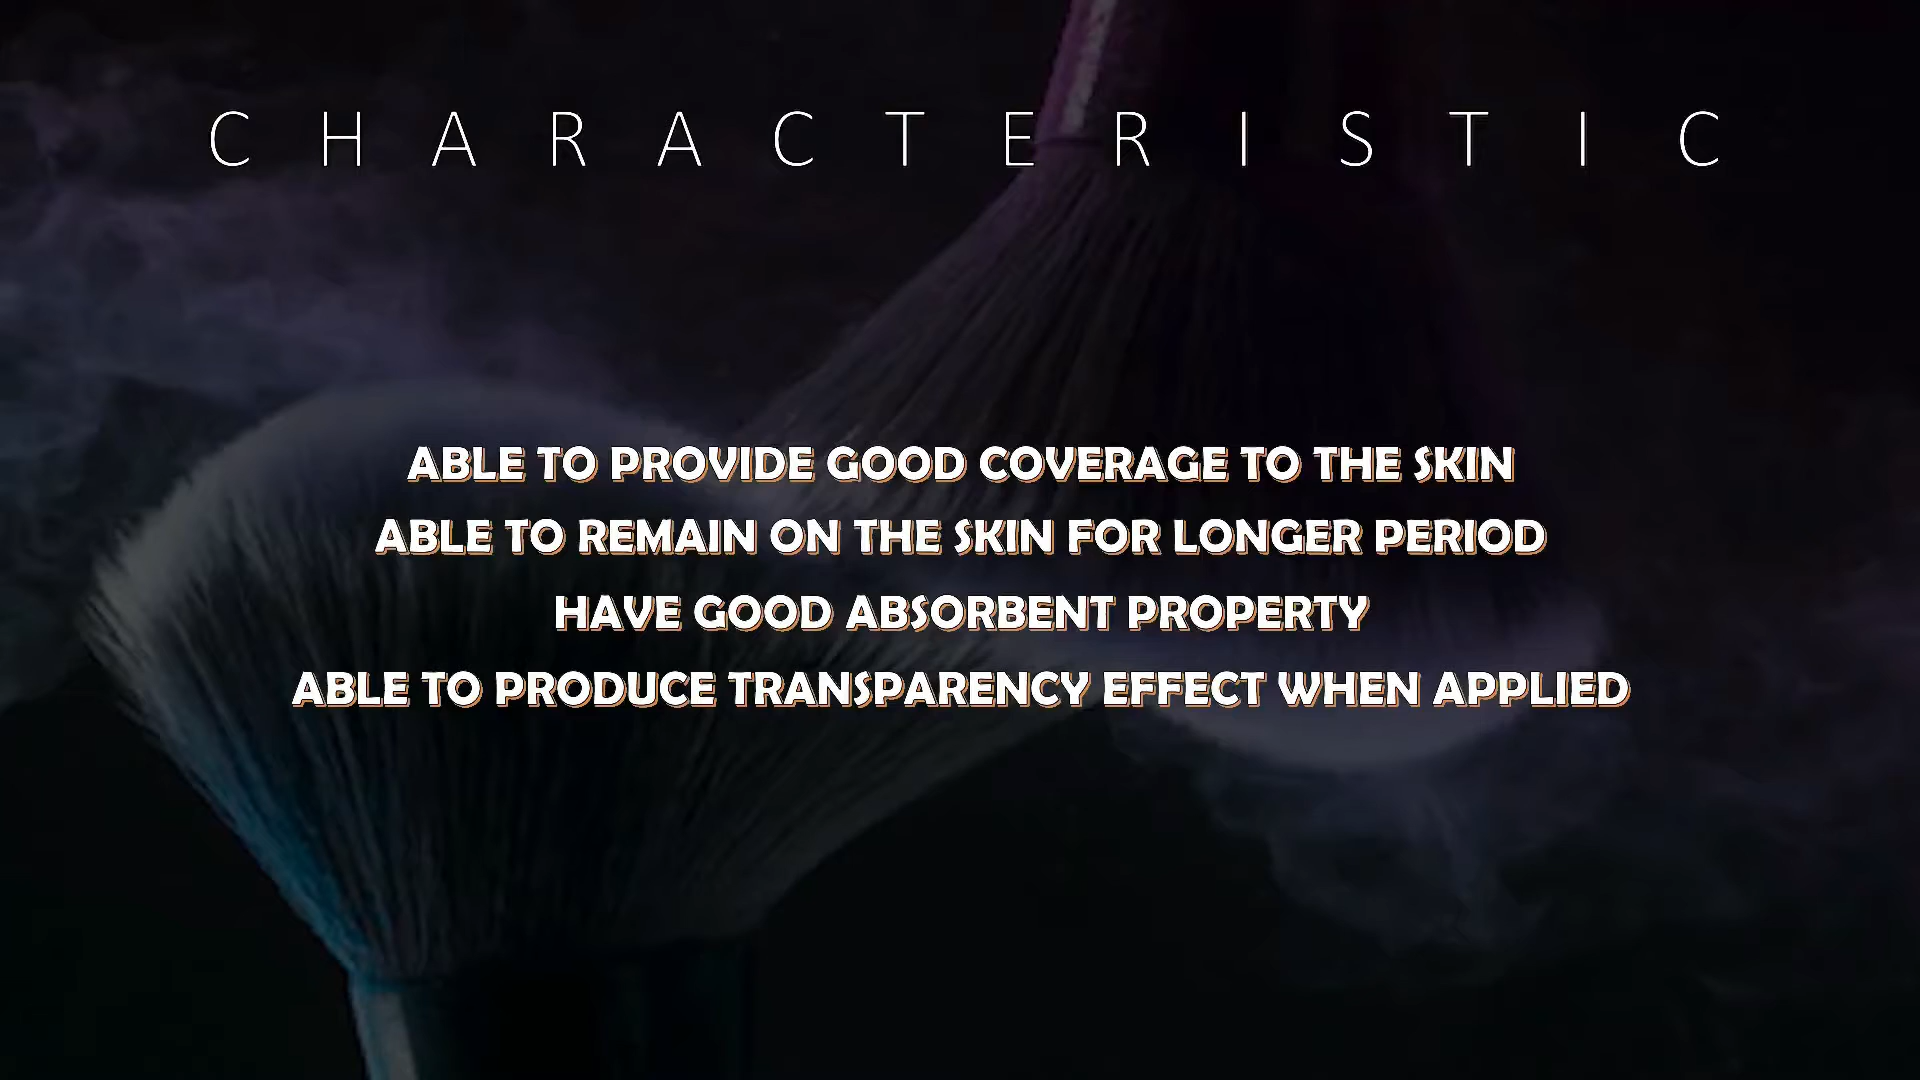 CHARACTERISTIC
ABLE TO PROVIDE GOOD COVERAGE TO THE SKIN
ABLE TO REMAIN ON THE SKIN FOR LONGER PERIOD
HAVE GOOD ABSORBENT PROPERTY
ABLE TO PRODUCE TRANSPARENCY EFFECT WHEN APPLIED